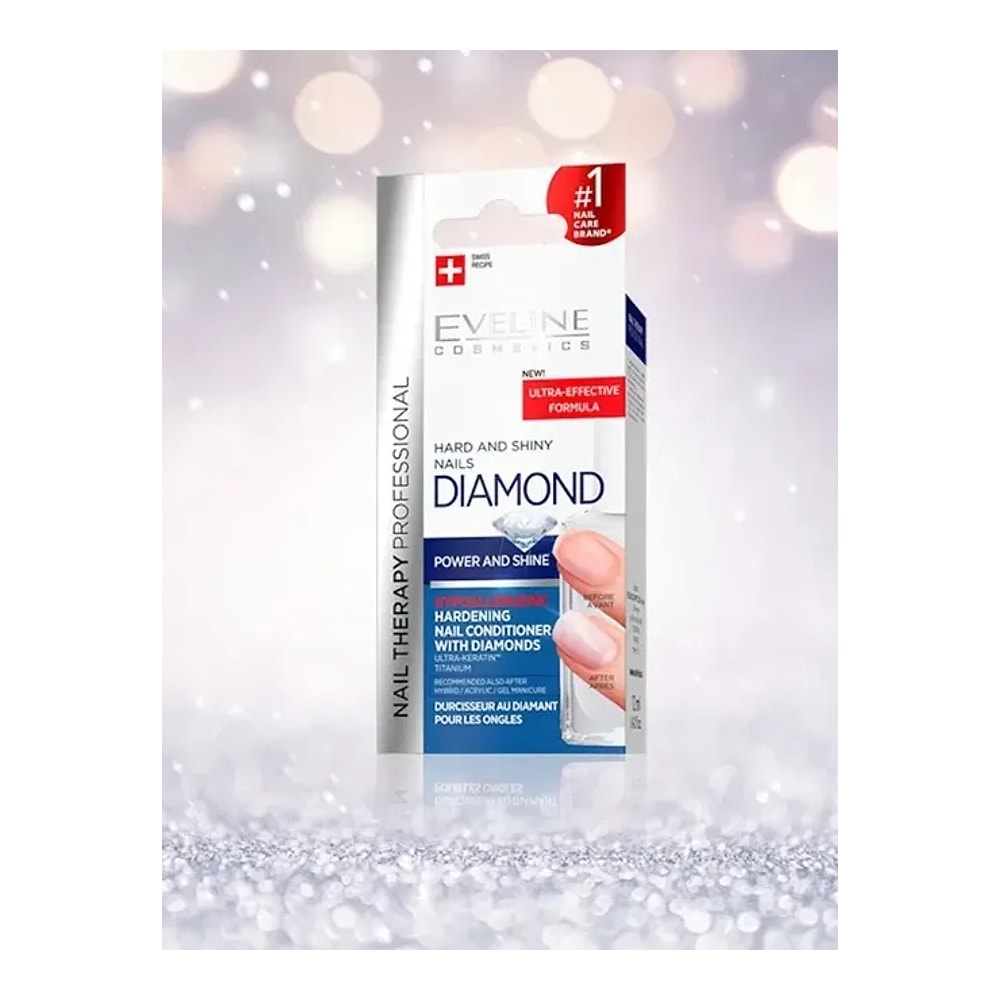 #1
NAIL
CARE
BRAND*
SWISS
RECIPE
EVELINE
COSMETICS
NEW!
ULTRA-EFFECTIVE
FORMULA
HARD AND SHINY
NAILS
DIAMOND
POWER AND SHINE
HARDENING
NAIL CONDITIONER
WITH DIAMONDS
ULTRA-KERATIN™
TITANIUM
RECOMMENDED ALSO AFTER
HYBRID / ACRYLIC / GEL MANICURE
DURCISSEUR AU DIAMANT
POUR LES ONGLES
BEFORE
AVANT
AFTER
APRÈS
NAIL THERAPY PROFESSIONAL
12 ml